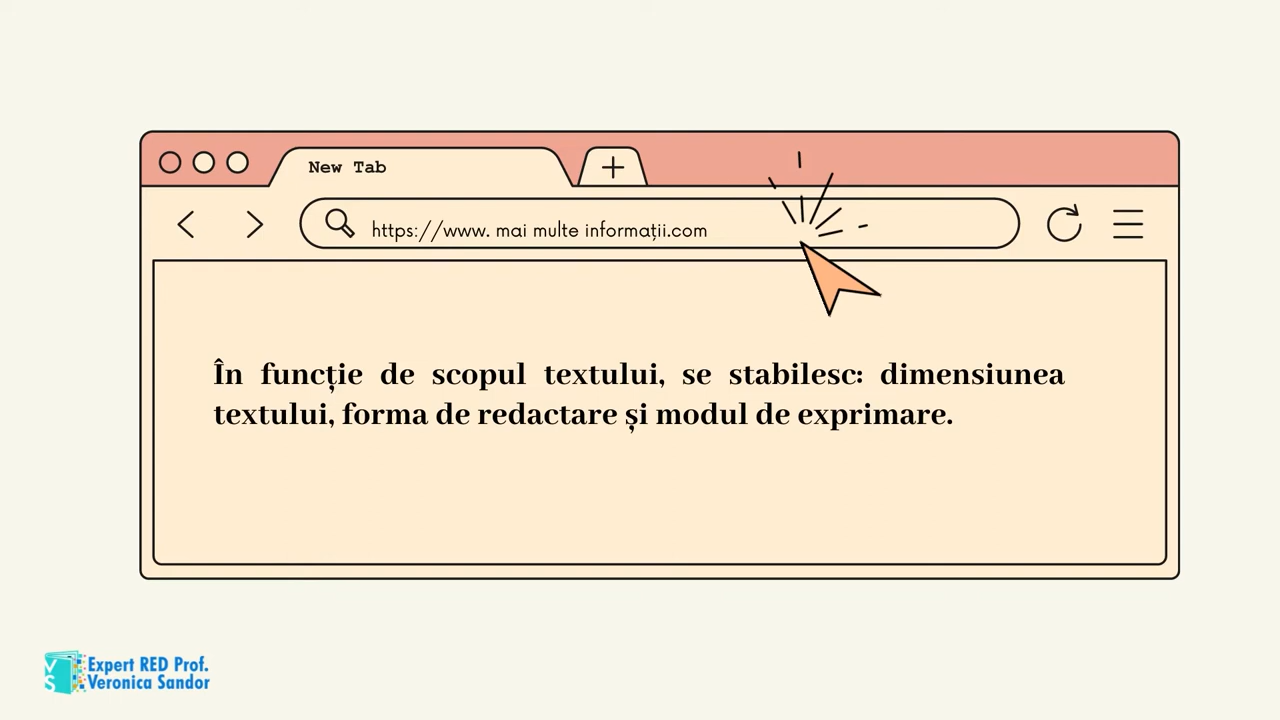 New Tab
https://www. mai multe informații.com
În funcție de scopul textului, se stabilesc: dimensiunea
textului, forma de redactare și modul de exprimare.
VS
Expert RED Prof.
Veronica Sandor